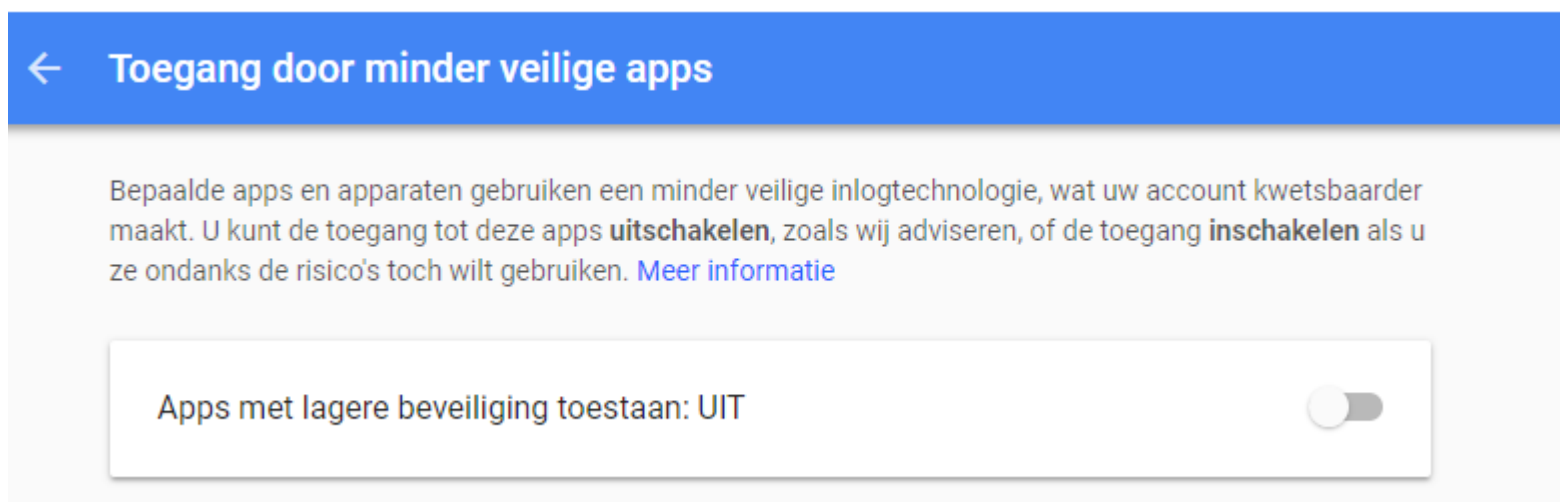 Toegang door minder veilige apps
Bepaalde apps en apparaten gebruiken een minder veilige inlogtechnologie, wat uw account kwetsbaarder
maakt. U kunt de toegang tot deze apps uitschakelen, zoals wij adviseren, of de toegang inschakelen als u
ze ondanks de risico's toch wilt gebruiken. Meer informatie
Apps met lagere beveiliging toestaan: UIT